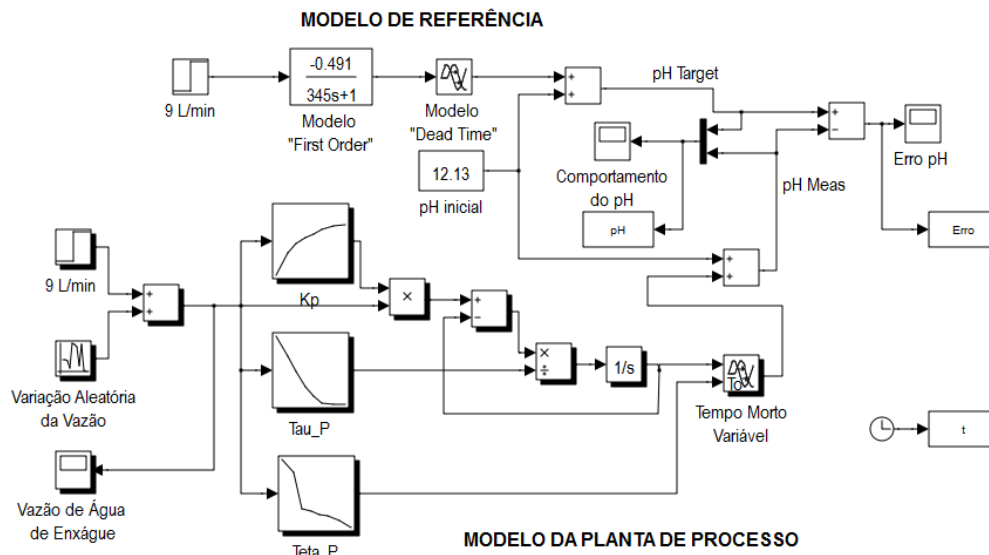 MODELO DE REFERÊNCIA
9 L/min
-0.491
345s+1
Modelo
"First Order"
Modelo
"Dead Time"
+
+
pH Target
12.13
pH inicial
Comportamento
do pH
pH
+
−
Erro pH
pH Meas
Erro
+
+
9 L/min
+
+
Variação Aleatória
da Vazão
Vazão de Água
de Enxágue
Kp
×
+
−
Tau_P
×
÷
1/s
To
Tempo Morto
Variável
t
Teta_P
MODELO DA PLANTA DE PROCESSO